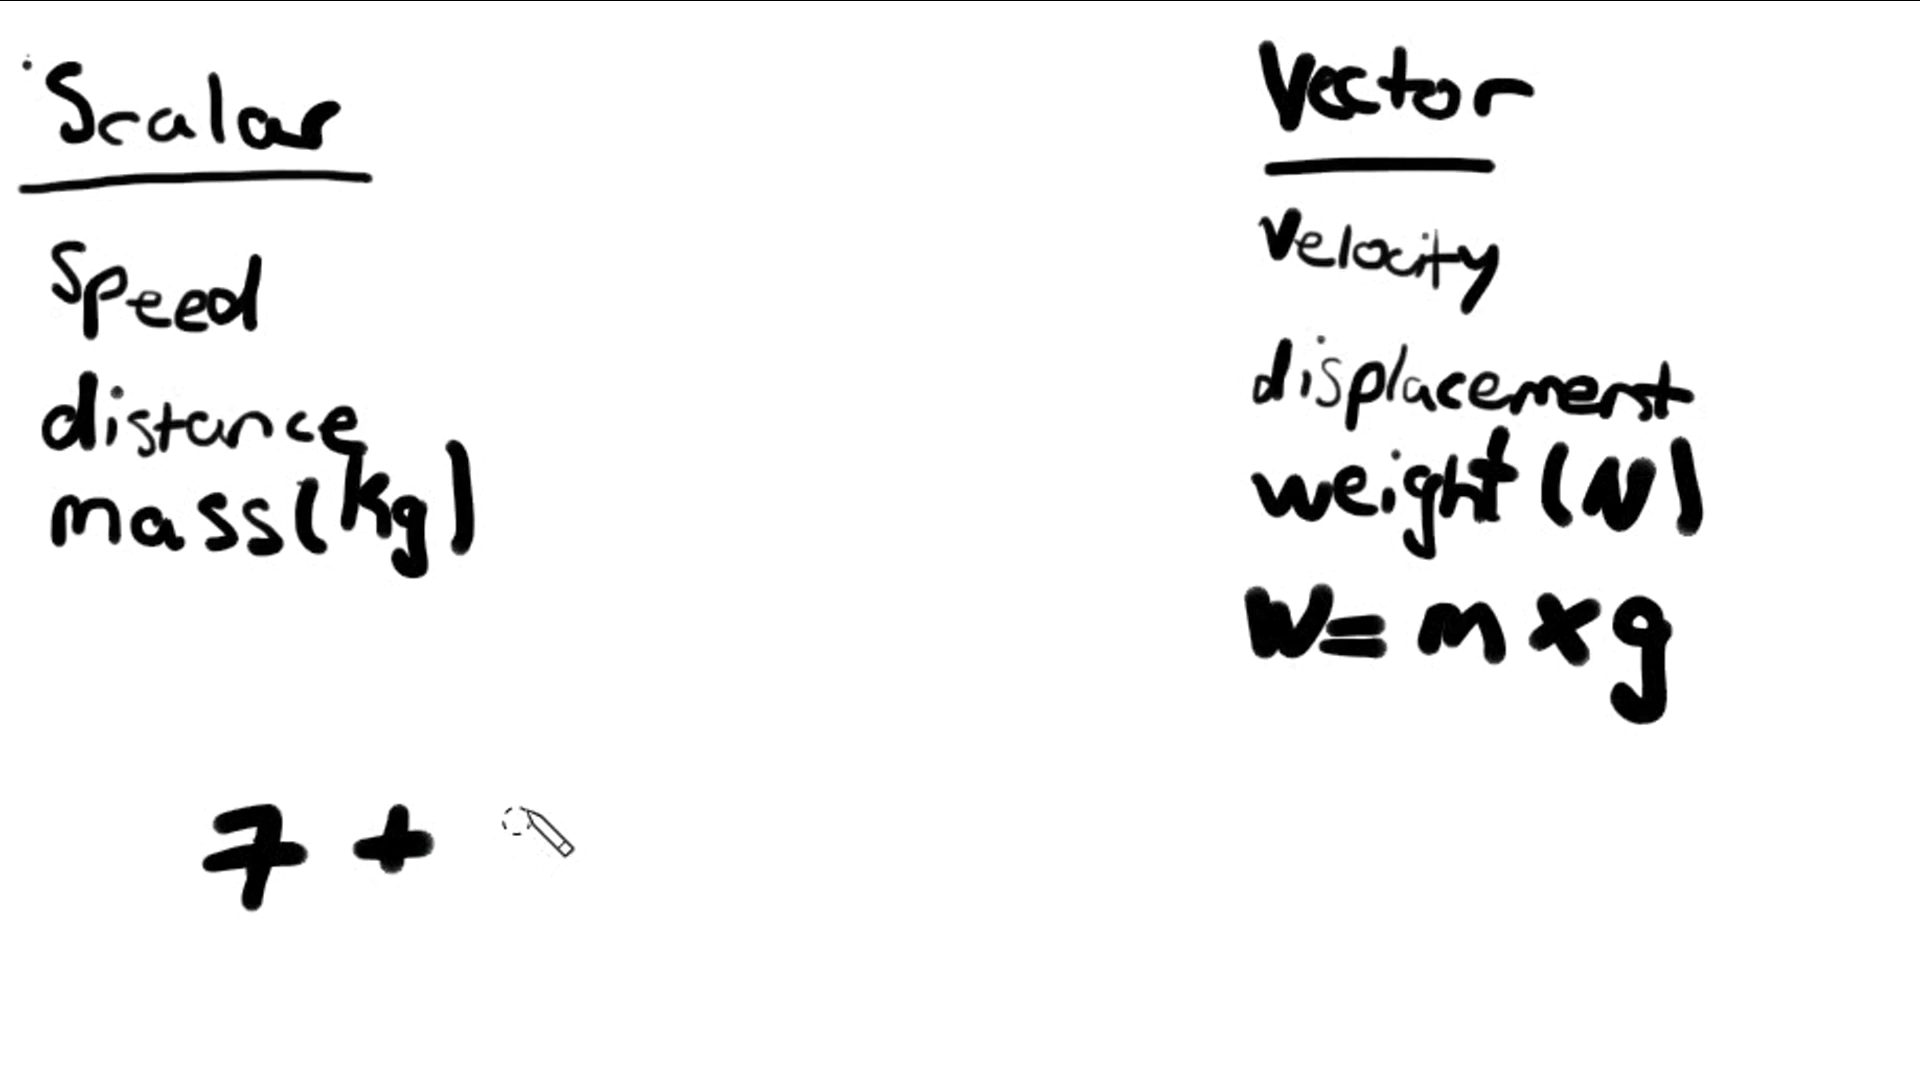 Scalar
Speed
distance
mass (kg)
7 +
Vector
Velocity
displacement
weight (N)
W = m x g